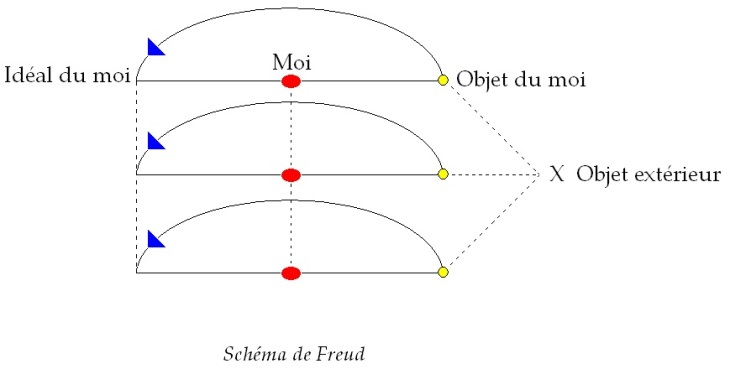 Moi
Idéal du moi
Objet du moi
X Objet extérieur
Schéma de Freud